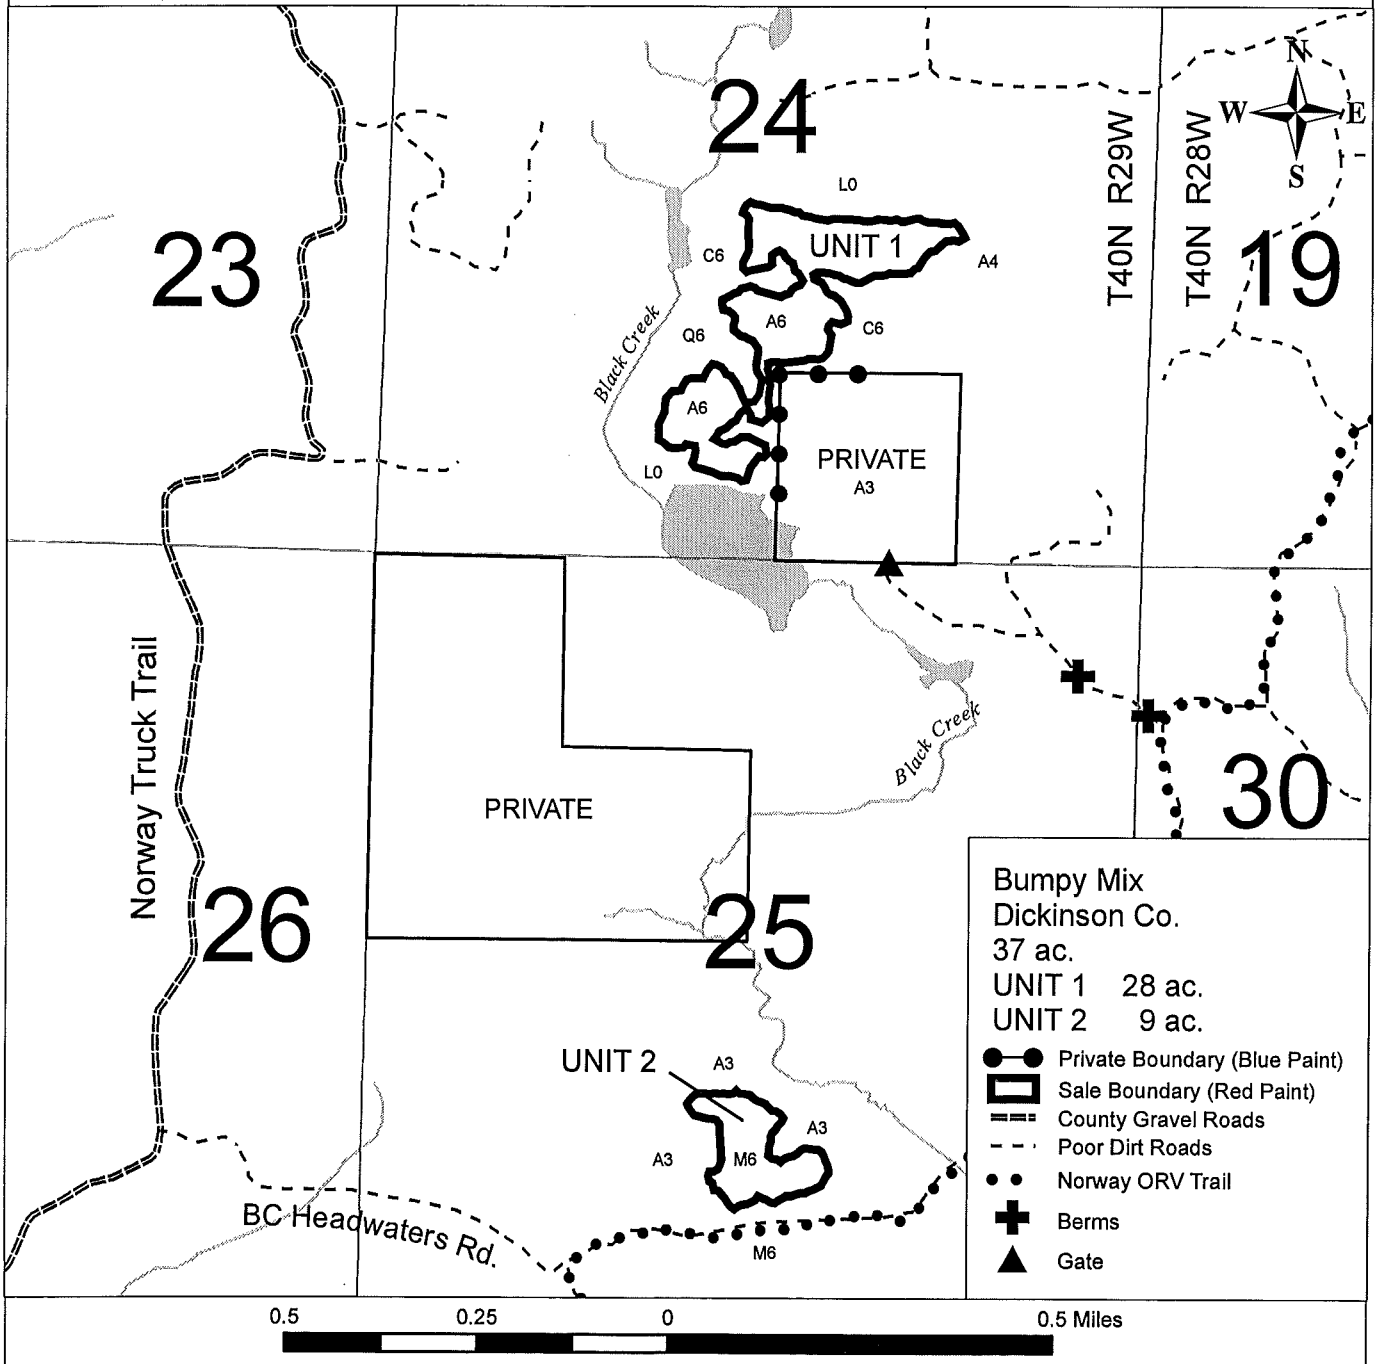 24
N
W E
S
T40N R29W
T40N R28W
L0
23
UNIT 1
19
C6
A4
Black Creek
A6
C6
Q6
A6
PRIVATE
L0
A3
Norway Truck Trail
Black Creek
PRIVATE
30
26
25
Bumpy Mix
Dickinson Co.
37 ac.
UNIT 1 28 ac.
UNIT 2 9 ac.
Private Boundary (Blue Paint)
Sale Boundary (Red Paint)
County Gravel Roads
Poor Dirt Roads
Norway ORV Trail
Berms
Gate
UNIT 2
A3
A3
A3
M6
BC Headwaters Rd.
M6
0.5 0.25 0 0.5 Miles